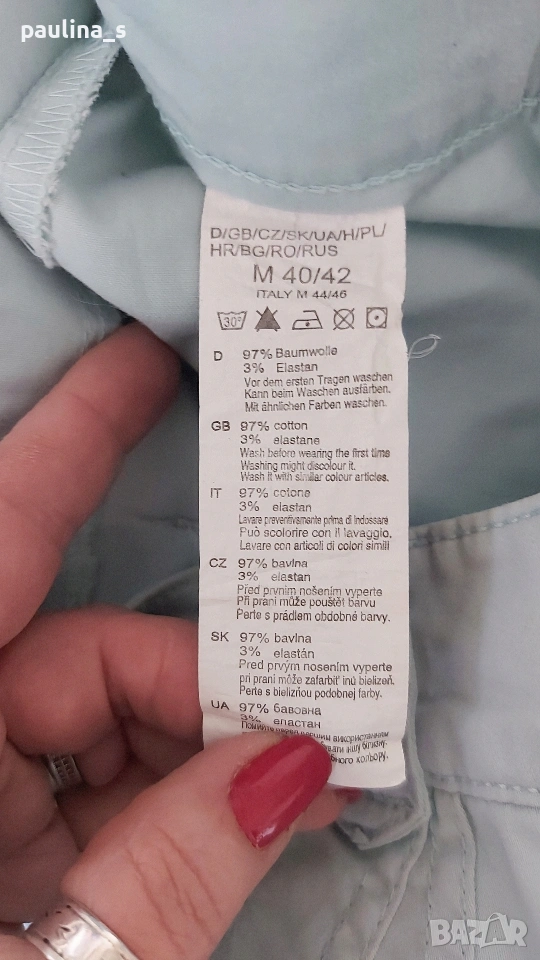 paulina_s
D/GB/CZ/SK/UA/H/PL/
HR/BG/RO/RUS
M 40/42
ITALY M 44/46
30°
D 97% Baumwolle
3% Elastan
Vor dem ersten Tragen waschen
Kann beim Waschen ausfärben.
Mit ähnlichen Farben waschen.
GB 97% cotton
3% elastane
Wash before wearing the first time
Washing might discolour it.
Wash it with similar colour articles.
IT 97% cotone
3% elastan
Lavare preventivamente prima di indossare
Può scolorire con il lavaggio.
Lavare con articoli di colori simili
CZ 97% bavlna
3% elastan
Před prvním nošením vyperte
Při praní může pouštět barvu
Perte s prádlem obdobné barvy.
SK 97% bavlna
3% elastán
Pred prvým nosením vyperte
pri praní môže zafarbiť inú bielizeň.
Perte s bielizňou podobnej farby.
UA 97% бавовна
3% еластан
використанням
іншу білизну.
кольору.
BAZAR